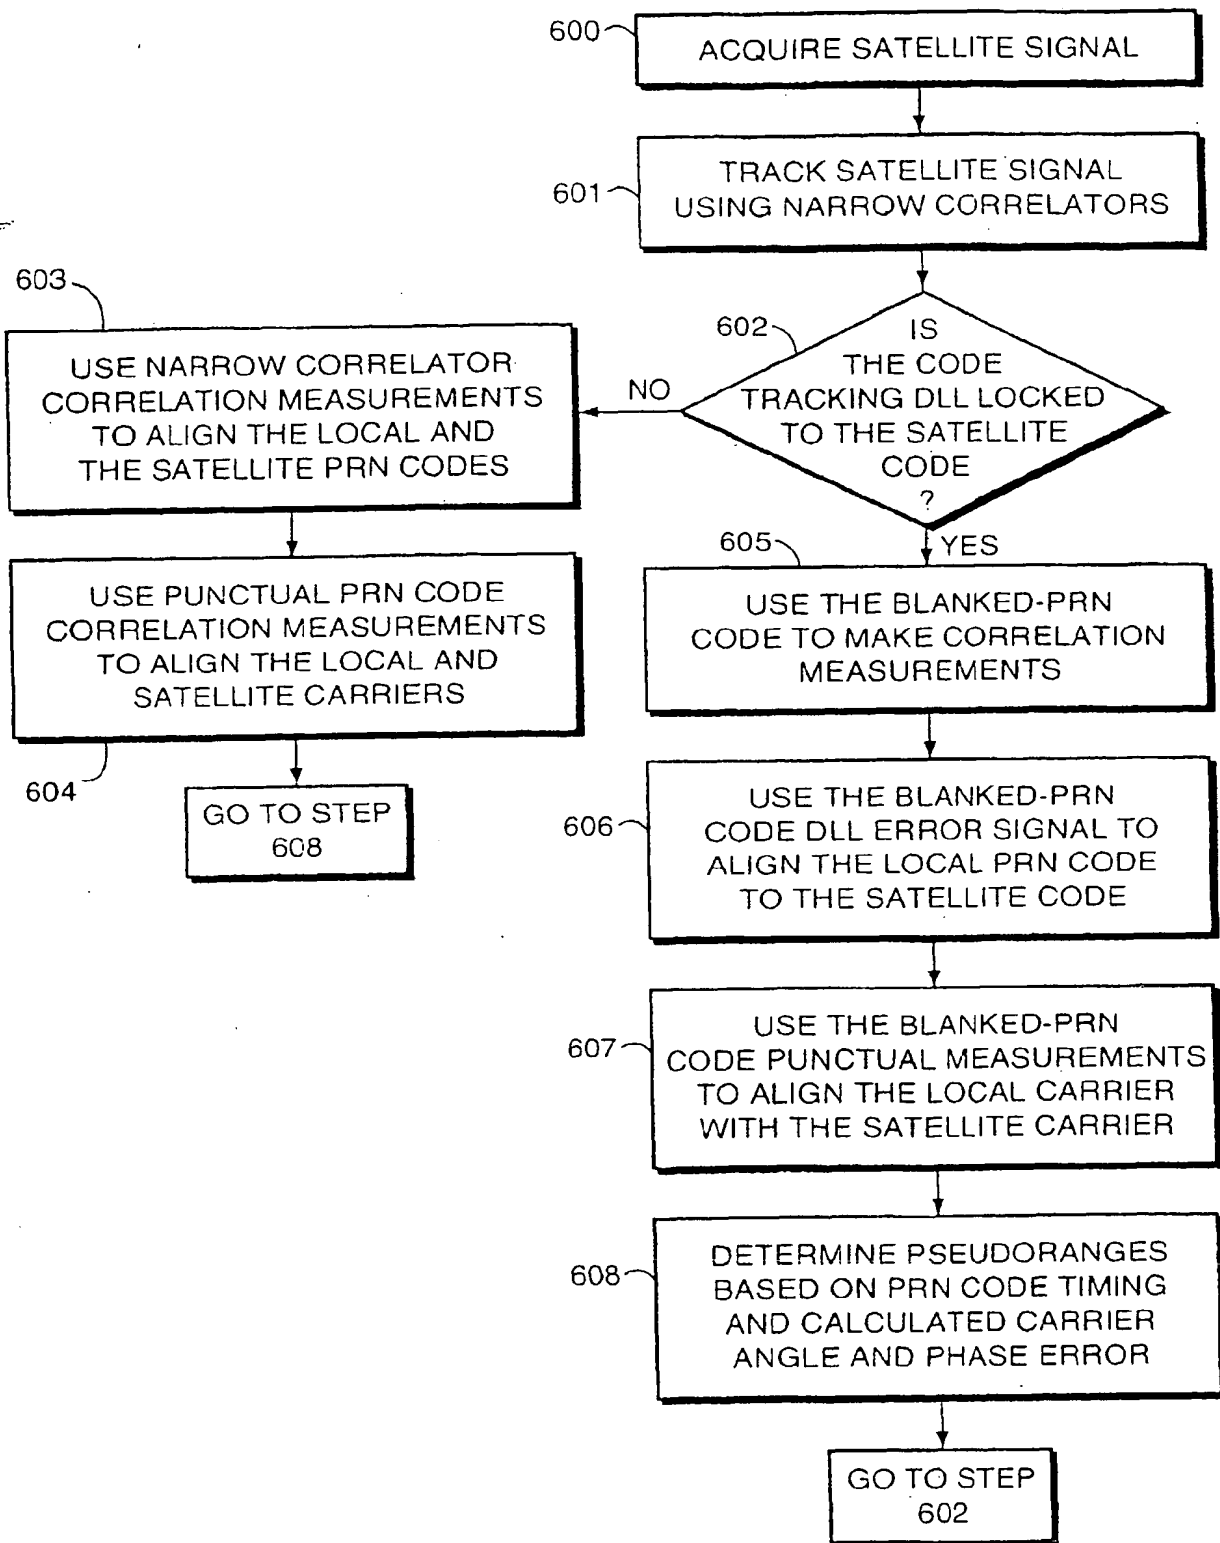 600
ACQUIRE SATELLITE SIGNAL
601
TRACK SATELLITE SIGNAL
USING NARROW CORRELATORS
602
IS
THE CODE
TRACKING DLL LOCKED
TO THE SATELLITE
CODE
?
NO
YES
603
USE NARROW CORRELATOR
CORRELATION MEASUREMENTS
TO ALIGN THE LOCAL AND
THE SATELLITE PRN CODES
604
USE PUNCTUAL PRN CODE
CORRELATION MEASUREMENTS
TO ALIGN THE LOCAL AND
SATELLITE CARRIERS
GO TO STEP
608
605
USE THE BLANKED-PRN
CODE TO MAKE CORRELATION
MEASUREMENTS
606
USE THE BLANKED-PRN
CODE DLL ERROR SIGNAL TO
ALIGN THE LOCAL PRN CODE
TO THE SATELLITE CODE
607
USE THE BLANKED-PRN
CODE PUNCTUAL MEASUREMENTS
TO ALIGN THE LOCAL CARRIER
WITH THE SATELLITE CARRIER
608
DETERMINE PSEUDORANGES
BASED ON PRN CODE TIMING
AND CALCULATED CARRIER
ANGLE AND PHASE ERROR
GO TO STEP
602